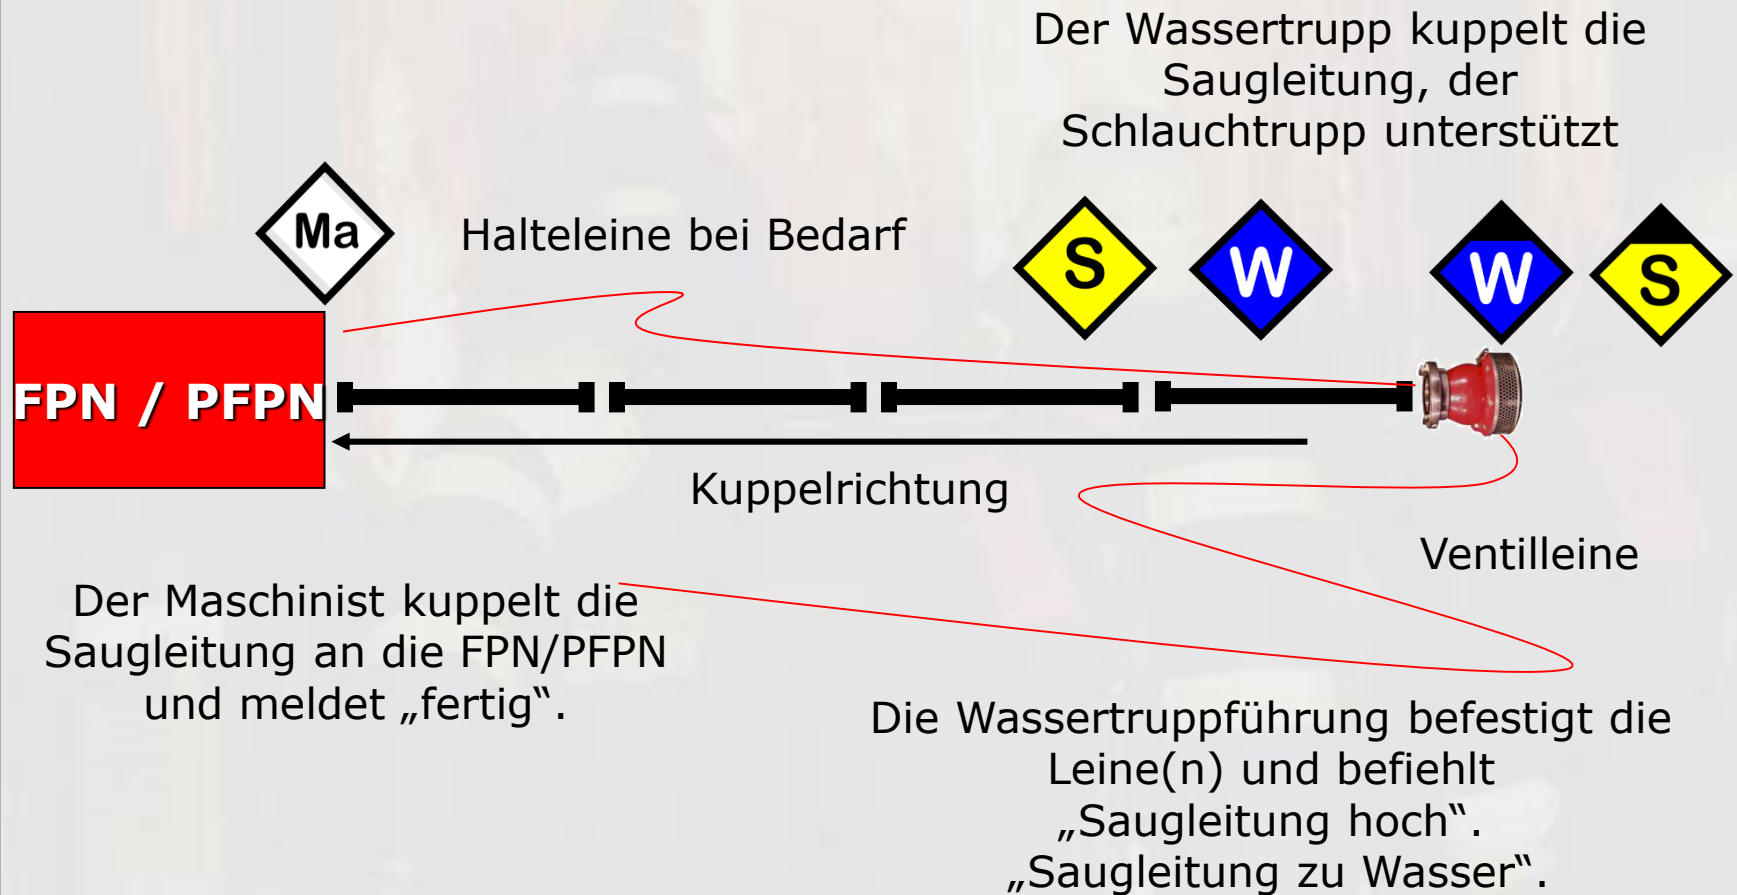 Der Wassertrupp kuppelt die
Saugleitung, der
Schlauchtrupp unterstützt
Ma
Halteleine bei Bedarf
S
W
W
S
FPN / PFPN
Kuppelrichtung
Ventilleine
Der Maschinist kuppelt die
Saugleitung an die FPN/PFPN
und meldet „fertig“.
Die Wassertruppführung befestigt die
Leine(n) und befiehlt
„Saugleitung hoch“.
„Saugleitung zu Wasser“.